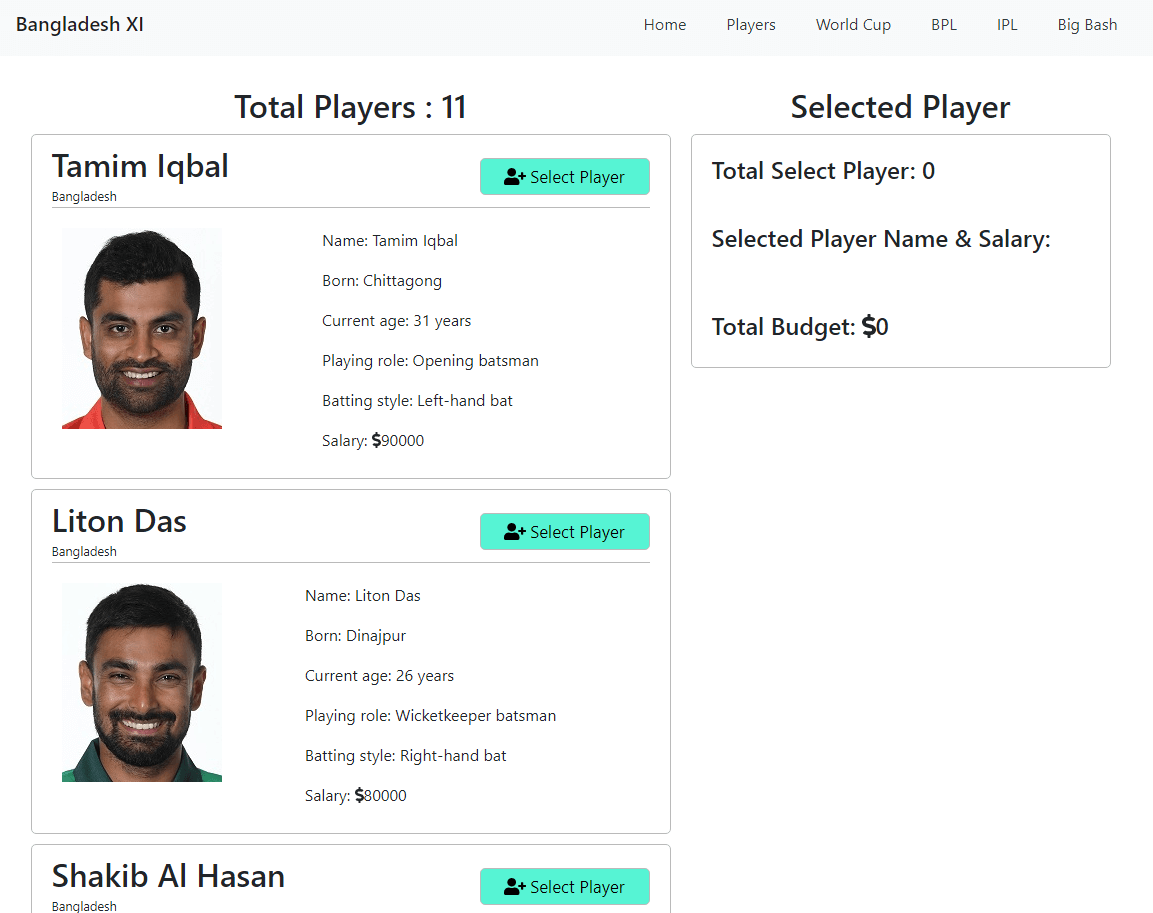 Bangladesh XI
Home Players World Cup BPL IPL Big Bash
Total Players : 11
Tamim Iqbal
Bangladesh
Select Player
Name: Tamim Iqbal
Born: Chittagong
Current age: 31 years
Playing role: Opening batsman
Batting style: Left-hand bat
Salary: $90000
Liton Das
Bangladesh
Select Player
Name: Liton Das
Born: Dinajpur
Current age: 26 years
Playing role: Wicketkeeper batsman
Batting style: Right-hand bat
Salary: $80000
Shakib Al Hasan
Bangladesh
Select Player
Selected Player
Total Select Player: 0
Selected Player Name & Salary:
Total Budget: $0